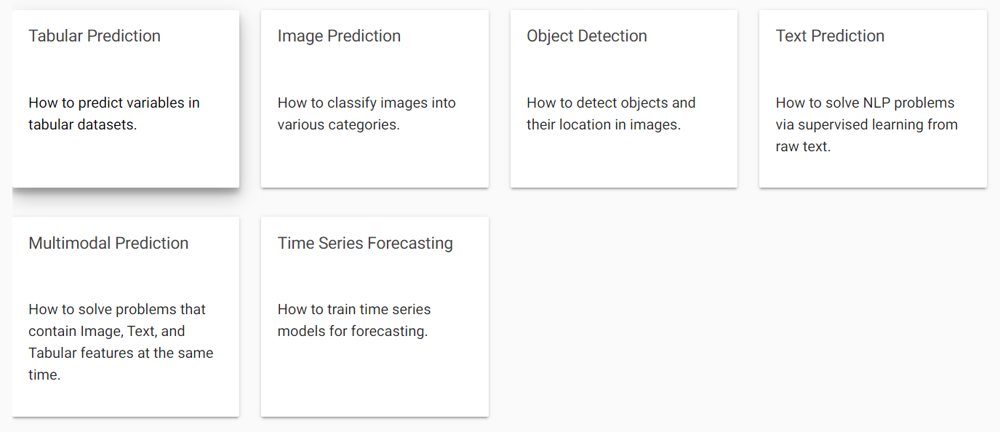 Tabular Prediction
How to predict variables in
tabular datasets.
Image Prediction
How to classify images into
various categories.
Object Detection
How to detect objects and
their location in images.
Text Prediction
How to solve NLP problems
via supervised learning from
raw text.
Multimodal Prediction
How to solve problems that
contain Image, Text, and
Tabular features at the same
time.
Time Series Forecasting
How to train time series
models for forecasting.